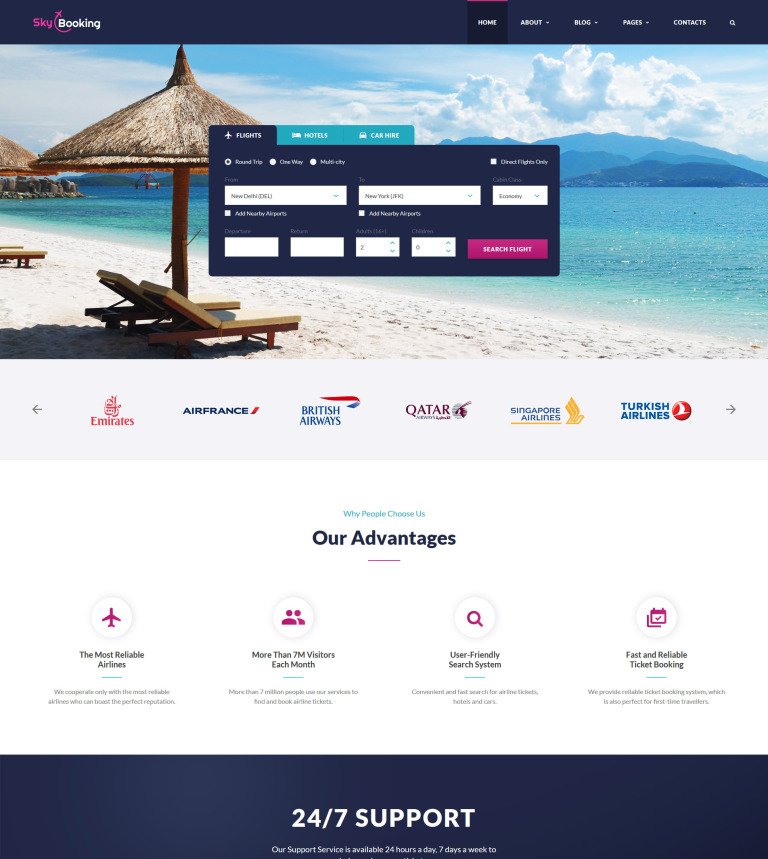 Sky Booking
HOME ABOUT BLOG PAGES CONTACTS
FLIGHTS HOTELS CAR HIRE
Round Trip One Way Multi-city Direct Flights Only
From To Cabin Class
New Delhi (DEL) New York (JFK) Economy
Add Nearby Airports Add Nearby Airports
Departure Return Adults (16+) Children
2 0 SEARCH FLIGHT
Emirates AIRFRANCE BRITISH AIRWAYS QATAR AIRWAYS القطرية SINGAPORE AIRLINES TURKISH AIRLINES
Why People Choose Us
Our Advantages
The Most Reliable
Airlines
We cooperate only with the most reliable
airlines who can boast the perfect reputation.
More Than 7M Visitors
Each Month
More than 7 million people use our services to
find and book airline tickets.
User-Friendly
Search System
Convenient and fast search for airline tickets,
hotels and cars.
Fast and Reliable
Ticket Booking
We provide reliable ticket booking system, which
is also perfect for first-time travellers.
24/7 SUPPORT
Our Support Service is available 24 hours a day, 7 days a week to